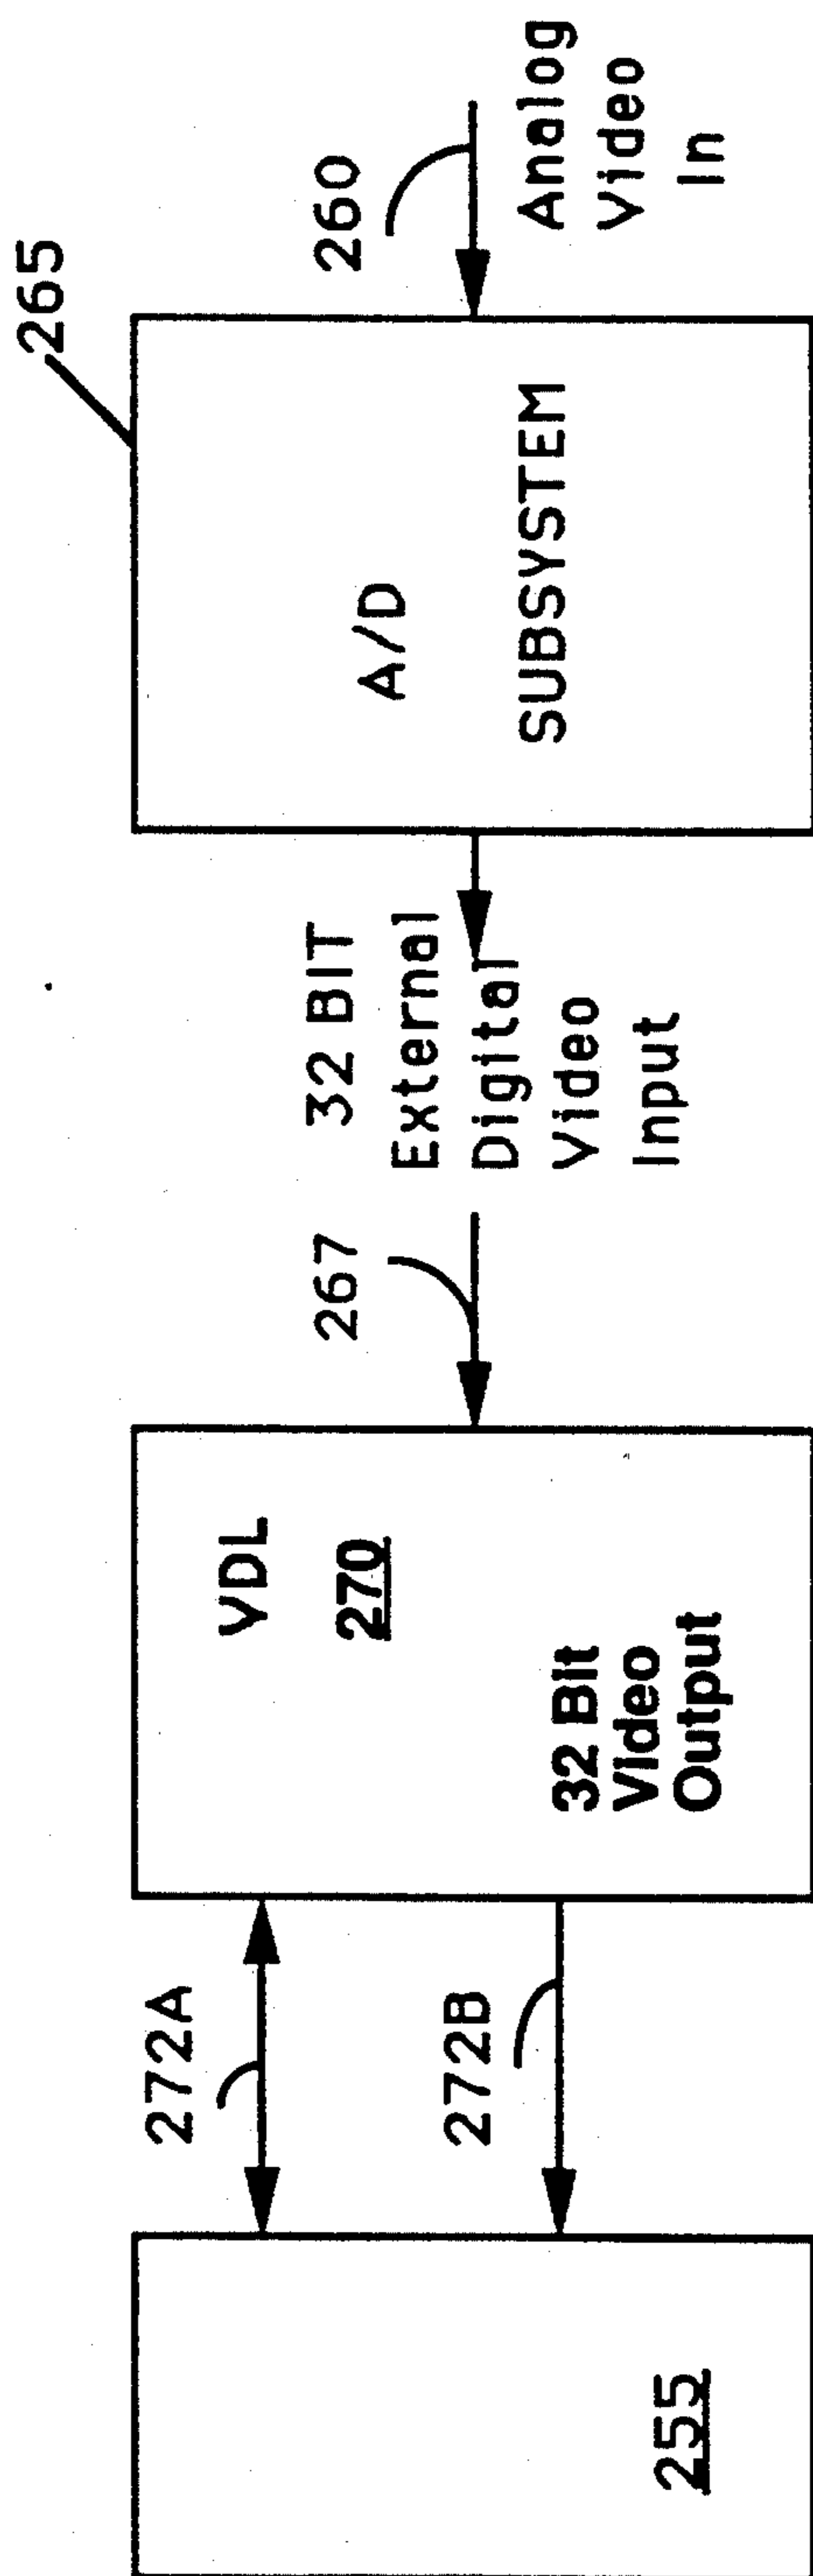 255
272A
272B
VDL
270
32 Bit
Video
Output
267
32 BIT
External
Digital
Video
Input
265
A/D
SUBSYSTEM
260
Analog
Video
In